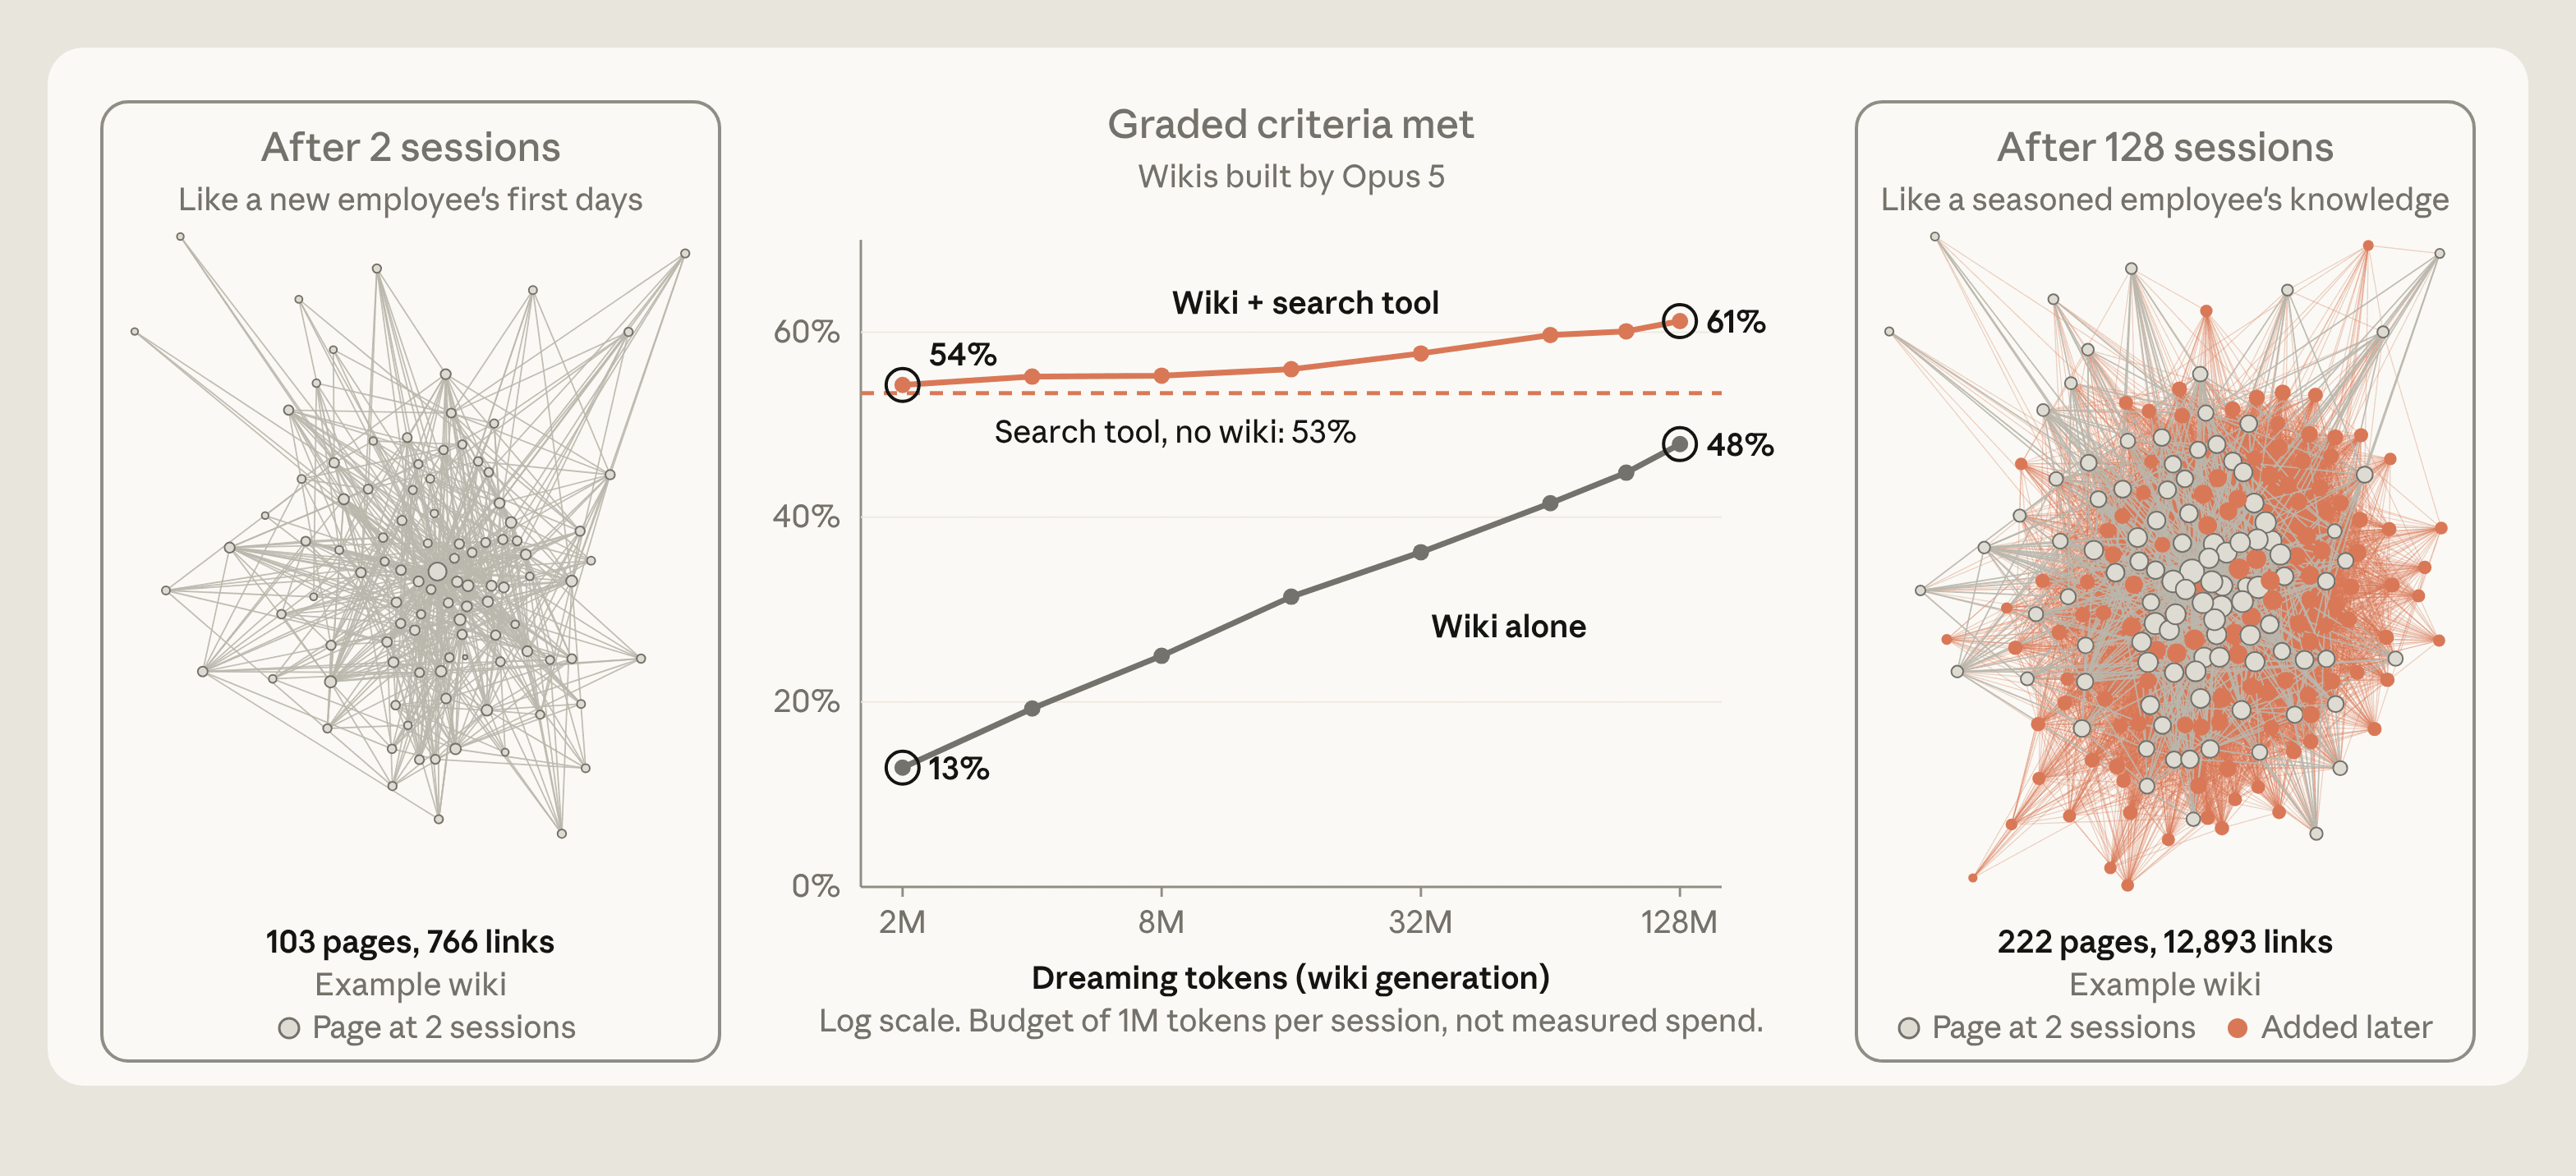 After 2 sessions
Like a new employee's first days
103 pages, 766 links
Example wiki
Page at 2 sessions
Graded criteria met
Wikis built by Opus 5
60%
40%
20%
0%
Wiki + search tool
54%
61%
Search tool, no wiki: 53%
48%
Wiki alone
13%
2M
8M
32M
128M
Dreaming tokens (wiki generation)
Log scale. Budget of 1M tokens per session, not measured spend.
After 128 sessions
Like a seasoned employee's knowledge
222 pages, 12,893 links
Example wiki
Page at 2 sessions
Added later